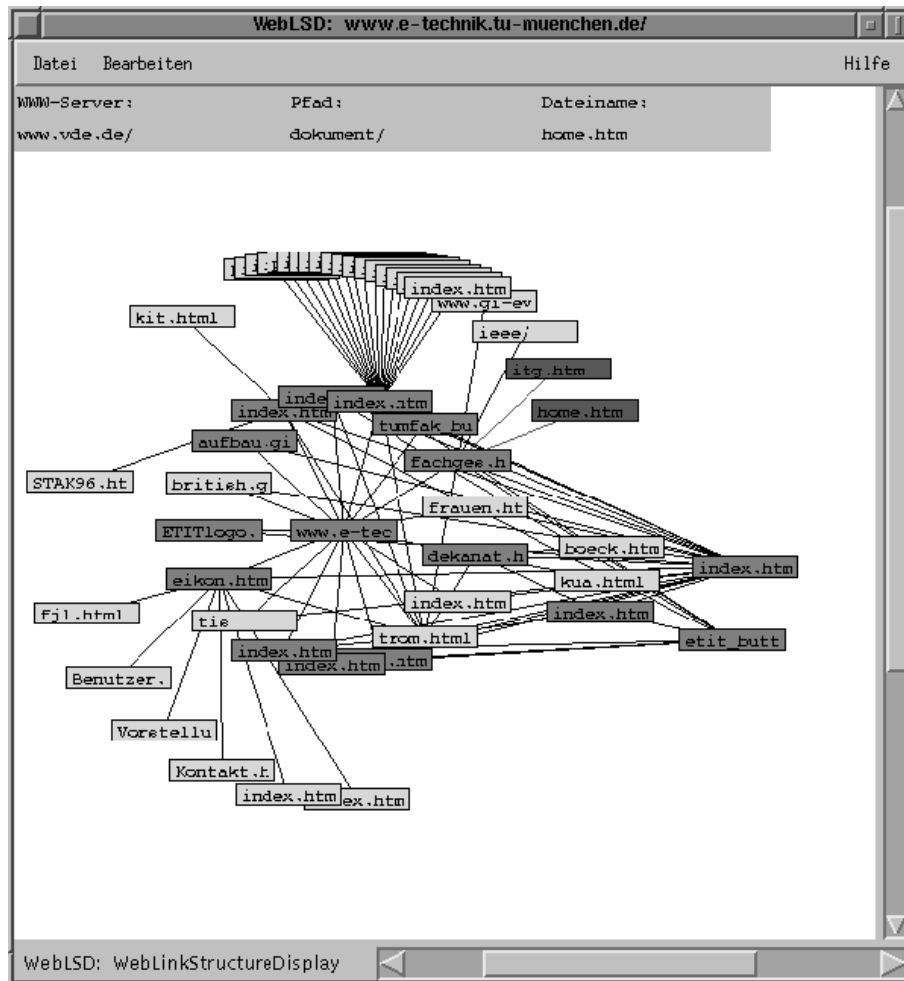 WebLSD: www.e-technik.tu-muenchen.de/
Datei Bearbeiten Hilfe
WWW-Server: Pfad: Dateiname:
www.vde.de/ dokument/ home.htm
index.htm
www.gi-ev
kit.html
ieee/
itg.htm
index.htm
index.htm
home.htm
tumfak_bu
aufbau.gi
fachges.h
STAK96.ht
british.g
frauen.ht
ETITlogo.
www.e-tec
boeck.htm
dekanat.h
index.htm
eikon.htm
kua.html
fjl.html
index.htm
index.htm
tis
trom.html
etit_butt
index.htm
index.htm
Benutzer.
Vorstellu
Kontakt.h
index.htm
WebLSD: WebLinkStructureDisplay